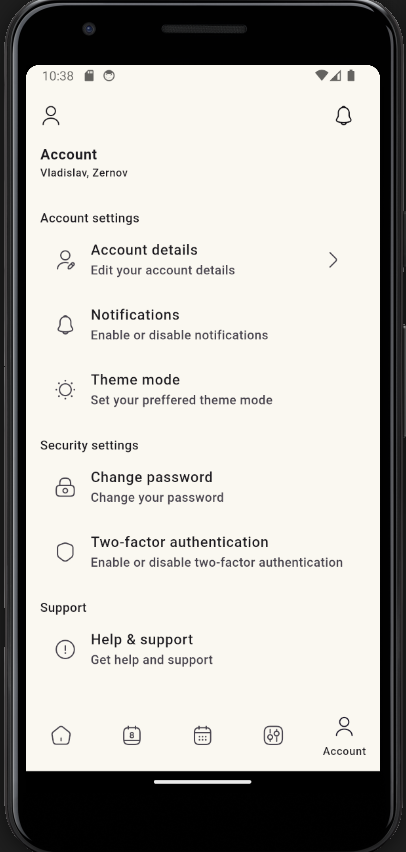 10:38
Account
Vladislav, Zernov
Account settings
Account details
Edit your account details
Notifications
Enable or disable notifications
Theme mode
Set your preffered theme mode
Security settings
Change password
Change your password
Two-factor authentication
Enable or disable two-factor authentication
Support
Help & support
Get help and support
8
Account